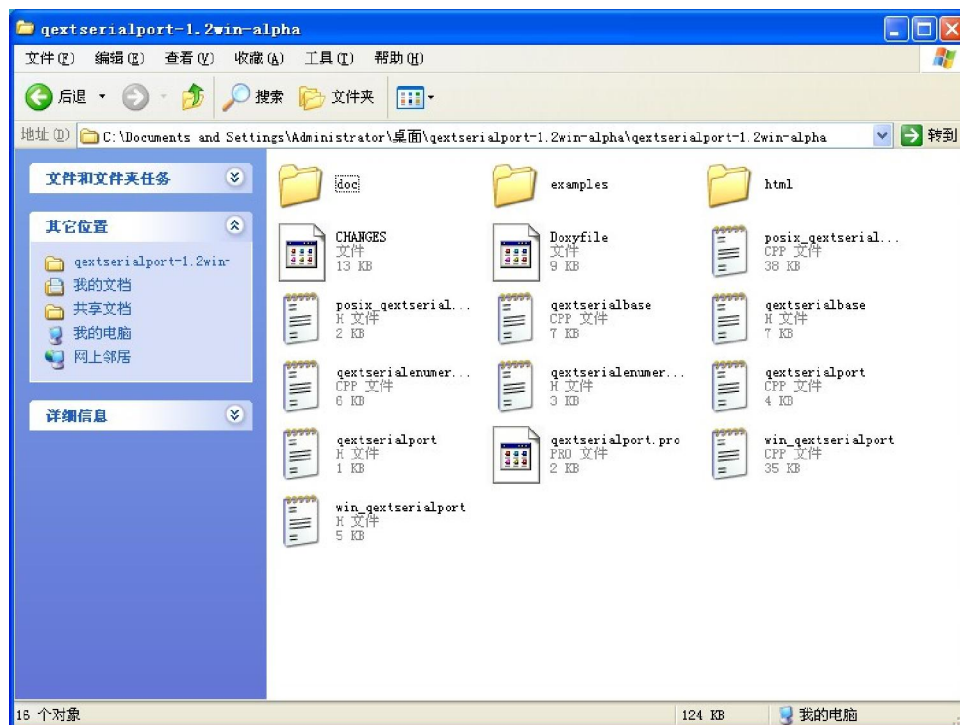 qextserialport-1.2win-alpha
文件(F) 编辑(E) 查看(V) 收藏(A) 工具(T) 帮助(H)
后退 搜索 文件夹
地址(D) C:\Documents and Settings\Administrator\桌面\qextserialport-1.2win-alpha\qextserialport-1.2win-alpha 转到
文件和文件夹任务
其它位置
qextserialport-1.2win-
我的文档
共享文档
我的电脑
网上邻居
详细信息
doc
examples
html
CHANGES
文件
13 KB
Doxyfile
文件
9 KB
posix_qextserial...
CPP 文件
38 KB
posix_qextserial...
H 文件
2 KB
qextserialbase
CPP 文件
7 KB
qextserialbase
H 文件
7 KB
qextserialenumer...
CPP 文件
6 KB
qextserialenumer...
H 文件
3 KB
qextserialport
CPP 文件
4 KB
qextserialport
H 文件
1 KB
qextserialport.pro
PRO 文件
2 KB
win_qextserialport
CPP 文件
35 KB
win_qextserialport
H 文件
5 KB
16 个对象 124 KB 我的电脑